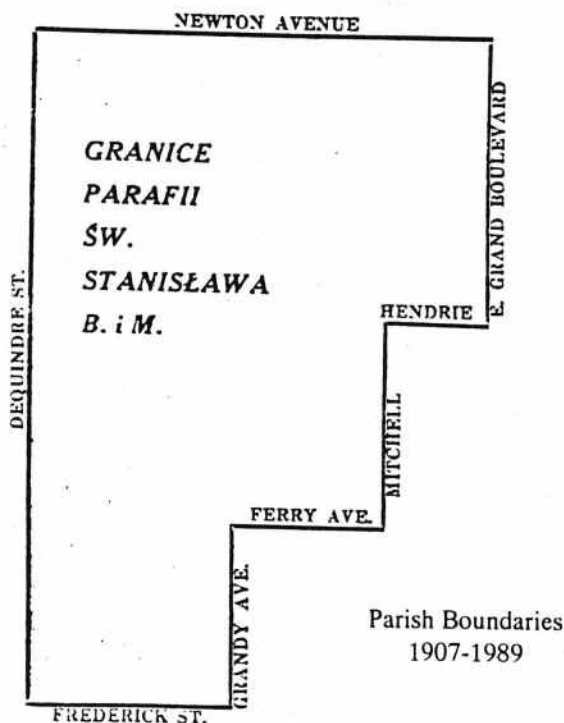 NEWTON AVENUE
E. GRAND BOULEVARD
GRANICE
PARAFII
ŚW.
STANISŁAWA
B. i M.
DEQUINDRE ST.
HENDRIE
MITCHELL
FERRY AVE.
GRANDY AVE.
Parish Boundaries
1907-1989
FREDERICK ST.